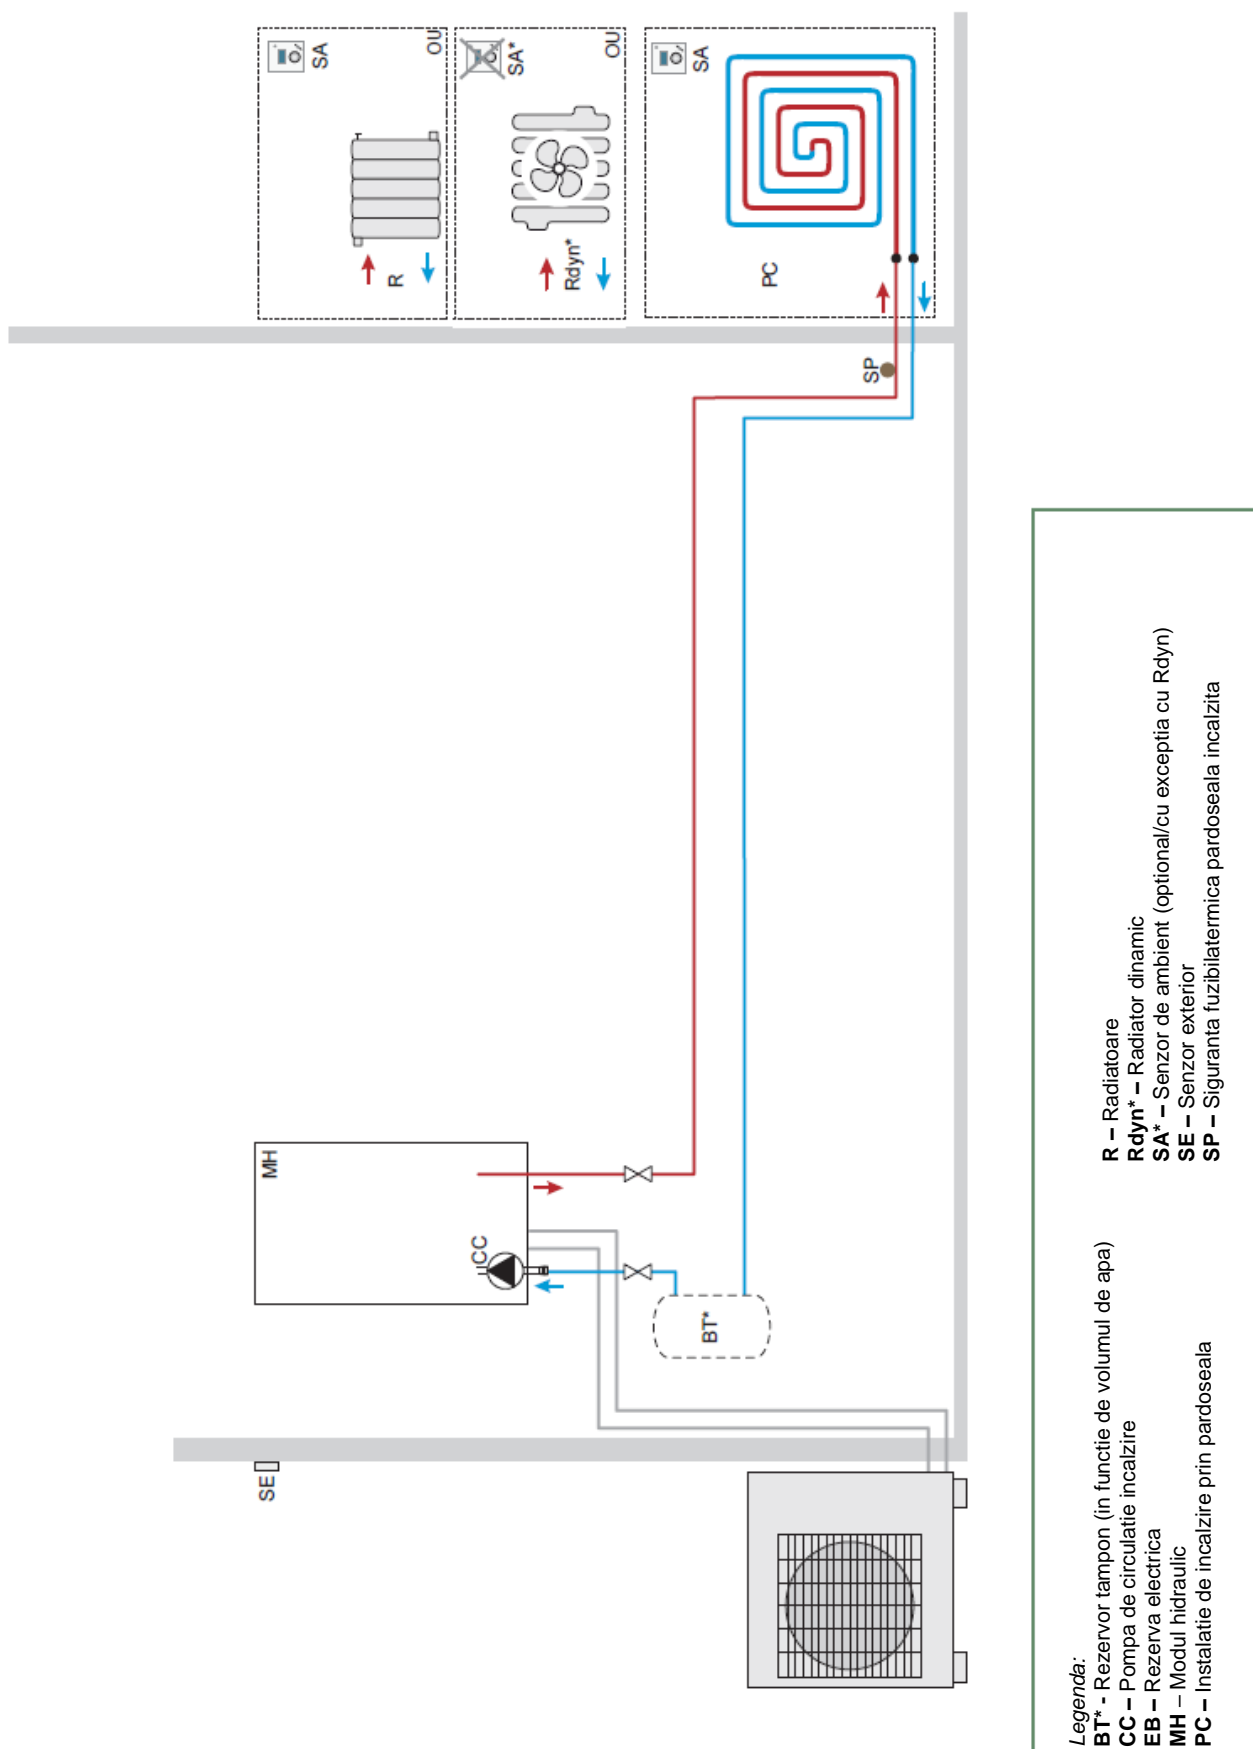 SE
MH
CC
BT*
SP
SA
OU
R
SA*
OU
Rdyn*
SA
PC
Legenda:
BT* - Rezervor tampon (in functie de volumul de apa)
CC – Pompa de circulatie incalzire
EB – Rezerva electrica
MH – Modul hidraulic
PC – Instalatie de incalzire prin pardoseala
R – Radiatoare
Rdyn* – Radiator dinamic
SA* – Senzor de ambient (optional/cu exceptia cu Rdyn)
SE – Senzor exterior
SP – Siguranta fuzibilatermica pardoseala incalzita